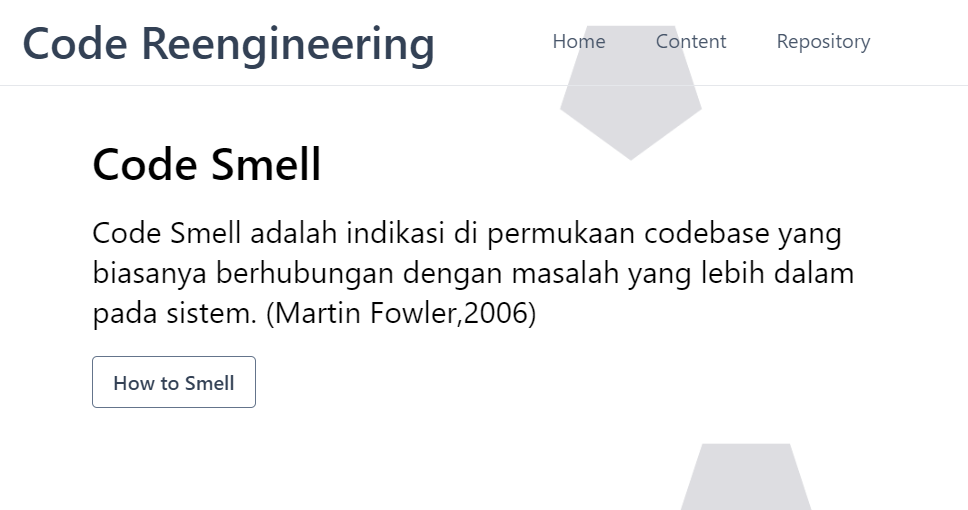 Code Reengineering
Home Content Repository
Code Smell
Code Smell adalah indikasi di permukaan codebase yang
biasanya berhubungan dengan masalah yang lebih dalam
pada sistem. (Martin Fowler,2006)
How to Smell